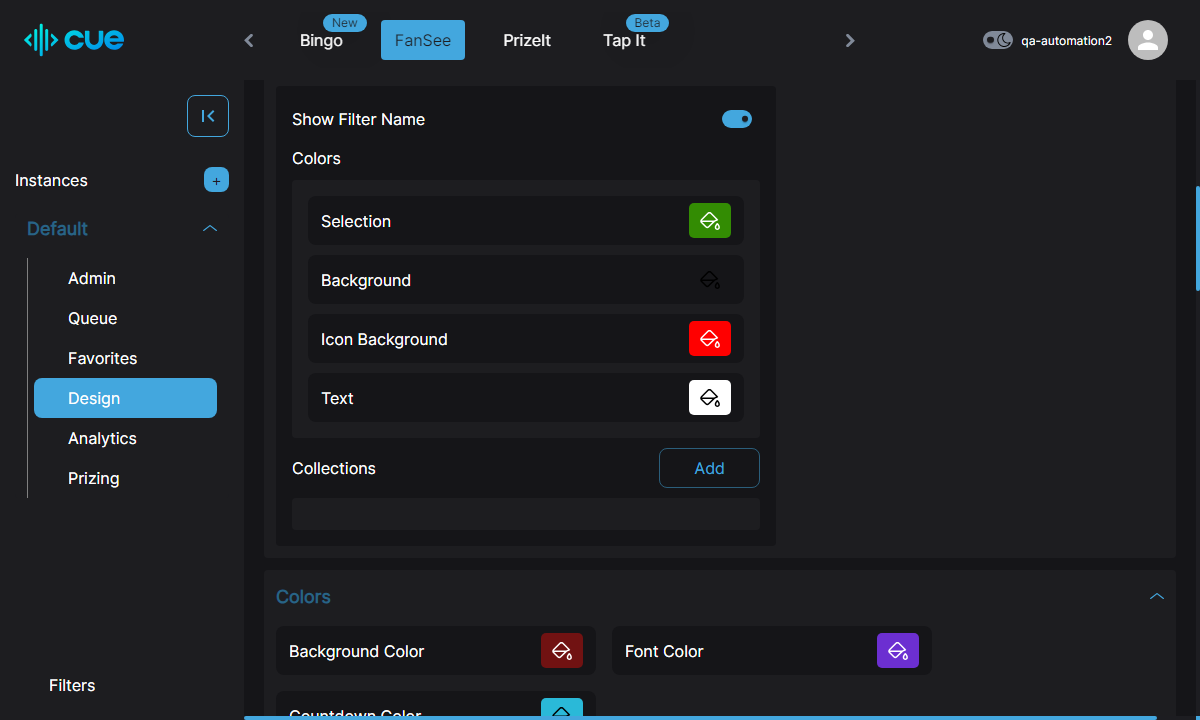 cue
New
Bingo
FanSee
PrizeIt
Beta
Tap It
qa-automation2
Instances
+
Default
Admin
Queue
Favorites
Design
Analytics
Prizing
Filters
Show Filter Name
Colors
Selection
Background
Icon Background
Text
Collections
Add
Colors
Background Color
Font Color
Countdown Color